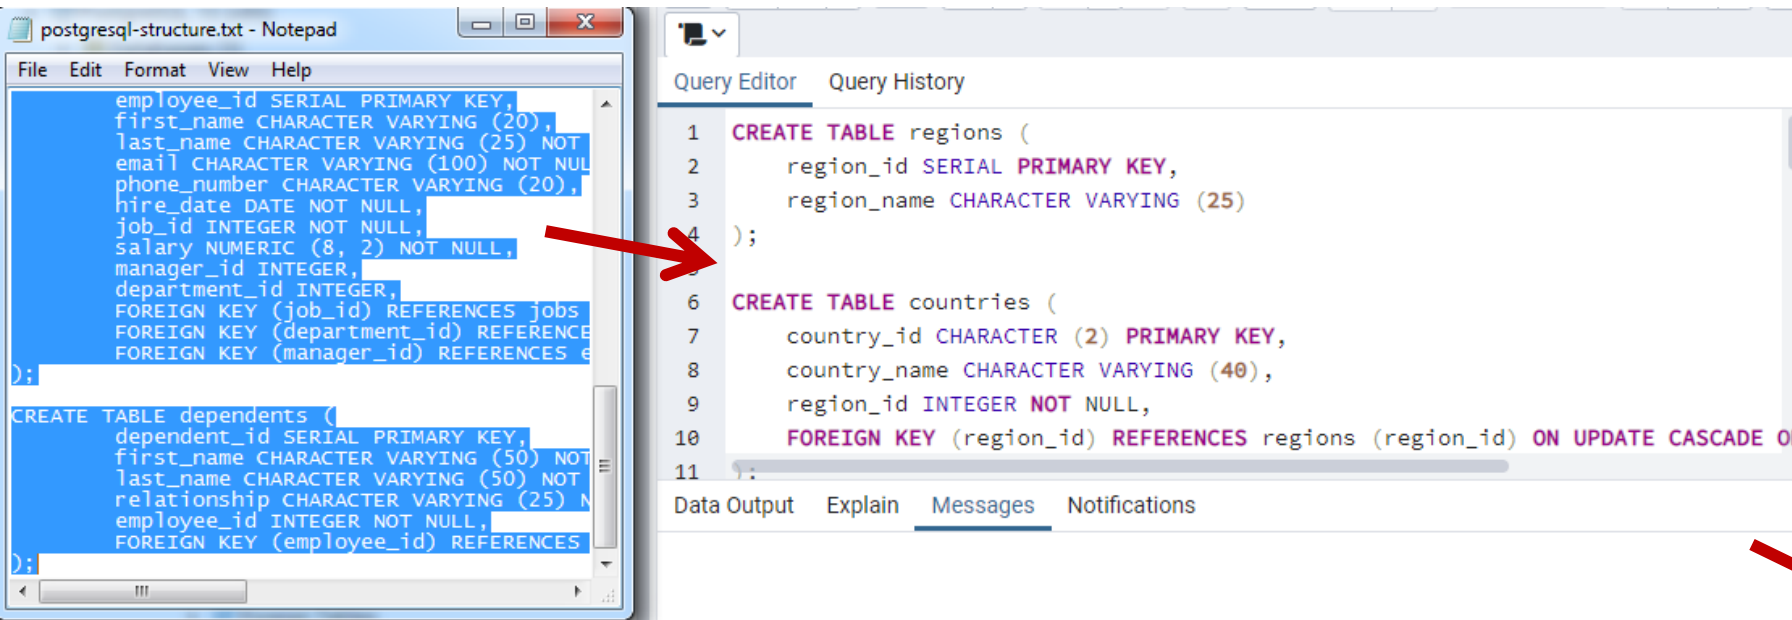 postgresql-structure.txt - Notepad
File Edit Format View Help
employee_id SERIAL PRIMARY KEY,
first_name CHARACTER VARYING (20),
last_name CHARACTER VARYING (25) NOT
email CHARACTER VARYING (100) NOT NUL
phone_number CHARACTER VARYING (20),
hire_date DATE NOT NULL,
job_id INTEGER NOT NULL,
salary NUMERIC (8, 2) NOT NULL,
manager_id INTEGER,
department_id INTEGER,
FOREIGN KEY (job_id) REFERENCES jobs
FOREIGN KEY (department_id) REFERENCE
FOREIGN KEY (manager_id) REFERENCES e
);
CREATE TABLE dependents (
dependent_id SERIAL PRIMARY KEY,
first_name CHARACTER VARYING (50) NOT
last_name CHARACTER VARYING (50) NOT
relationship CHARACTER VARYING (25) N
employee_id INTEGER NOT NULL,
FOREIGN KEY (employee_id) REFERENCES
);
Query Editor Query History
1 CREATE TABLE regions (
2 region_id SERIAL PRIMARY KEY,
3 region_name CHARACTER VARYING (25)
4 );
5
6 CREATE TABLE countries (
7 country_id CHARACTER (2) PRIMARY KEY,
8 country_name CHARACTER VARYING (40),
9 region_id INTEGER NOT NULL,
10 FOREIGN KEY (region_id) REFERENCES regions (region_id) ON UPDATE CASCADE O
11 );
Data Output Explain Messages Notifications